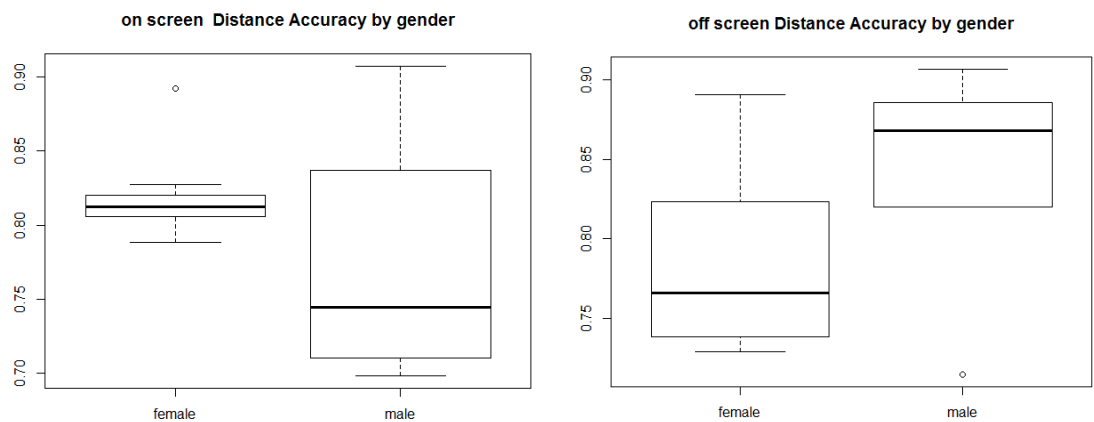 on screen  Distance Accuracy by gender
0.90
0.85
0.80
0.75
0.70
female male
off screen Distance Accuracy by gender
0.90
0.85
0.80
0.75
female male